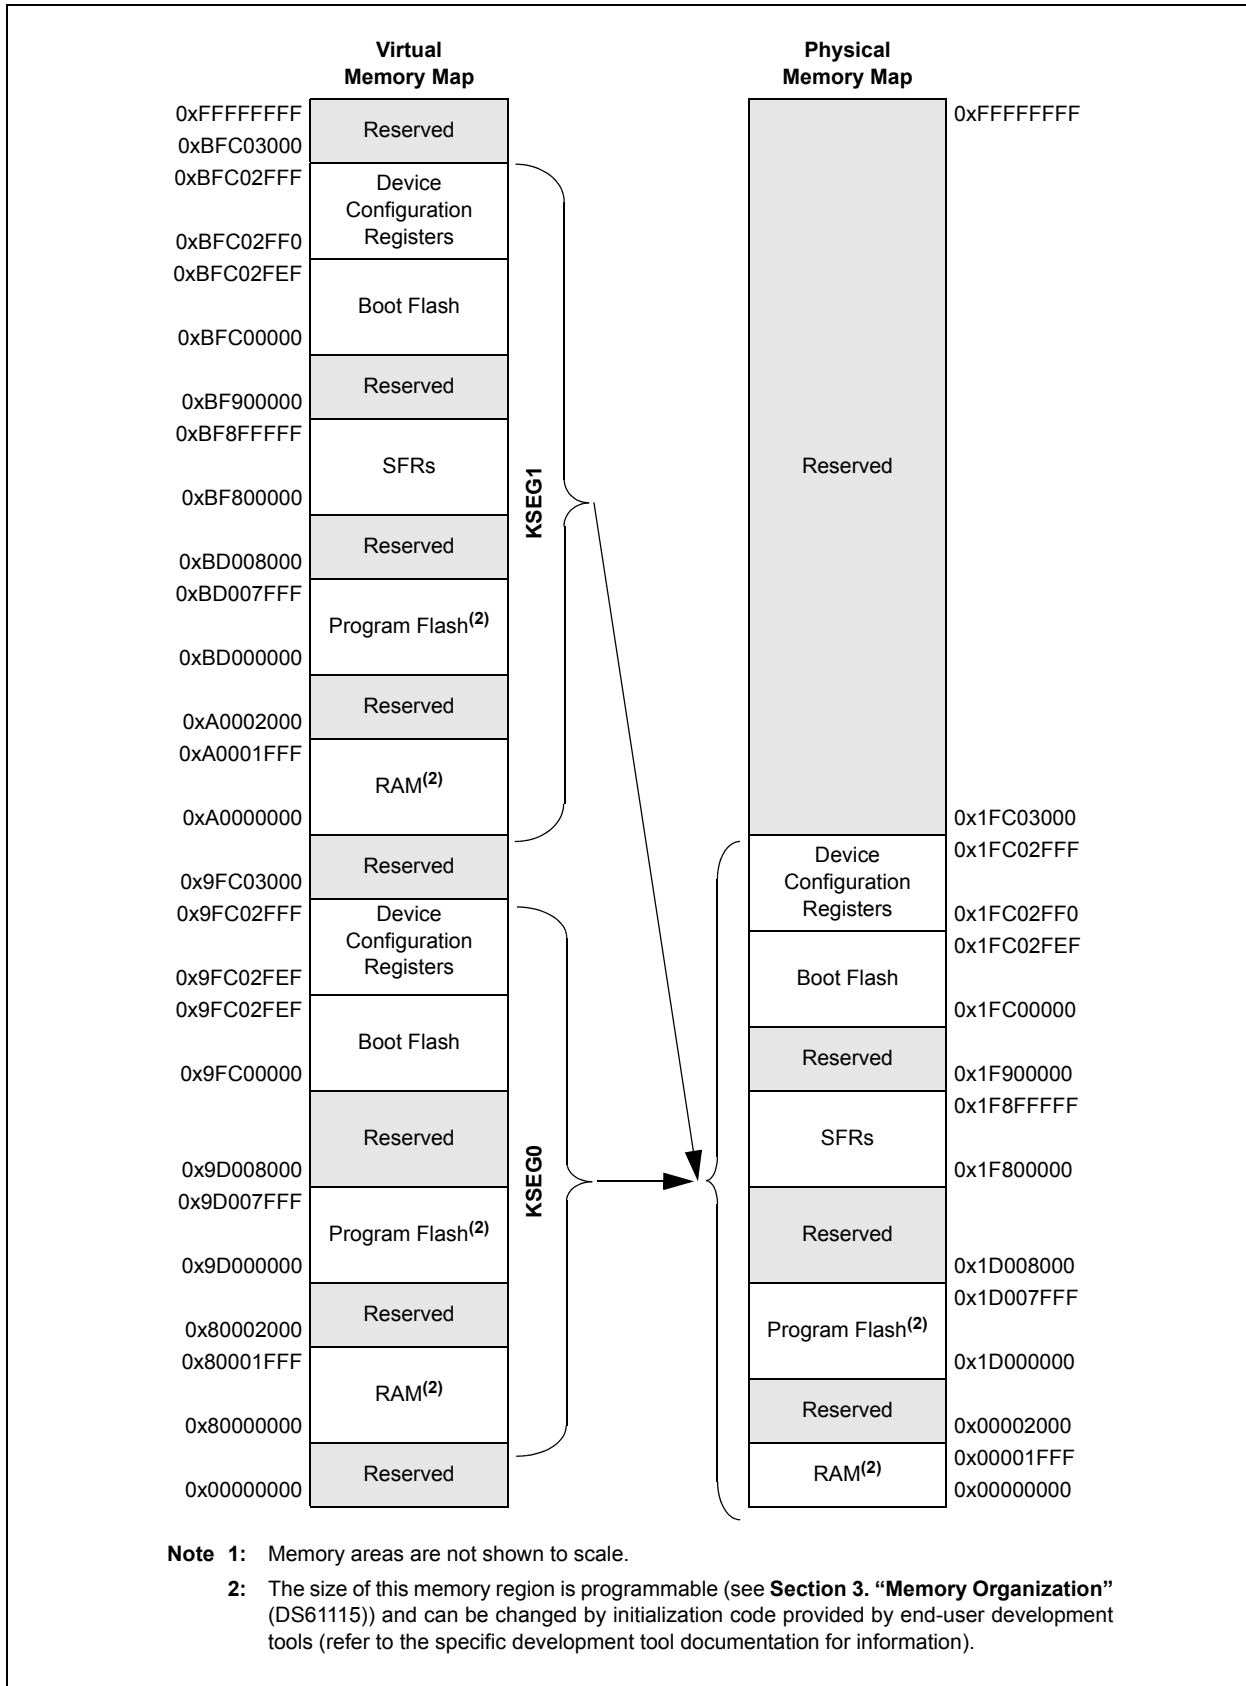 Virtual
Memory Map
0xFFFFFFFF
Reserved
0xBFC03000
0xBFC02FFF
Device
Configuration
Registers
0xBFC02FF0
0xBFC02FEF
Boot Flash
0xBFC00000
Reserved
0xBF900000
0xBF8FFFFF
SFRs
0xBF800000
Reserved
0xBD008000
0xBD007FFF
Program Flash(2)
0xBD000000
Reserved
0xA0002000
0xA0001FFF
RAM(2)
0xA0000000
KSEG1
Reserved
0x9FC03000
0x9FC02FFF
Device
Configuration
Registers
0x9FC02FEF
0x9FC02FEF
Boot Flash
0x9FC00000
Reserved
0x9D008000
0x9D007FFF
Program Flash(2)
0x9D000000
Reserved
0x80002000
0x80001FFF
RAM(2)
0x80000000
KSEG0
Reserved
0x00000000
Physical
Memory Map
0xFFFFFFFF
Reserved
0x1FC03000
0x1FC02FFF
Device
Configuration
Registers
0x1FC02FF0
0x1FC02FEF
Boot Flash
0x1FC00000
Reserved
0x1F900000
0x1F8FFFFF
SFRs
0x1F800000
Reserved
0x1D008000
0x1D007FFF
Program Flash(2)
0x1D000000
Reserved
0x00002000
0x00001FFF
RAM(2)
0x00000000
Note 1: Memory areas are not shown to scale.
2: The size of this memory region is programmable (see Section 3. “Memory Organization”
(DS61115)) and can be changed by initialization code provided by end-user development
tools (refer to the specific development tool documentation for information).